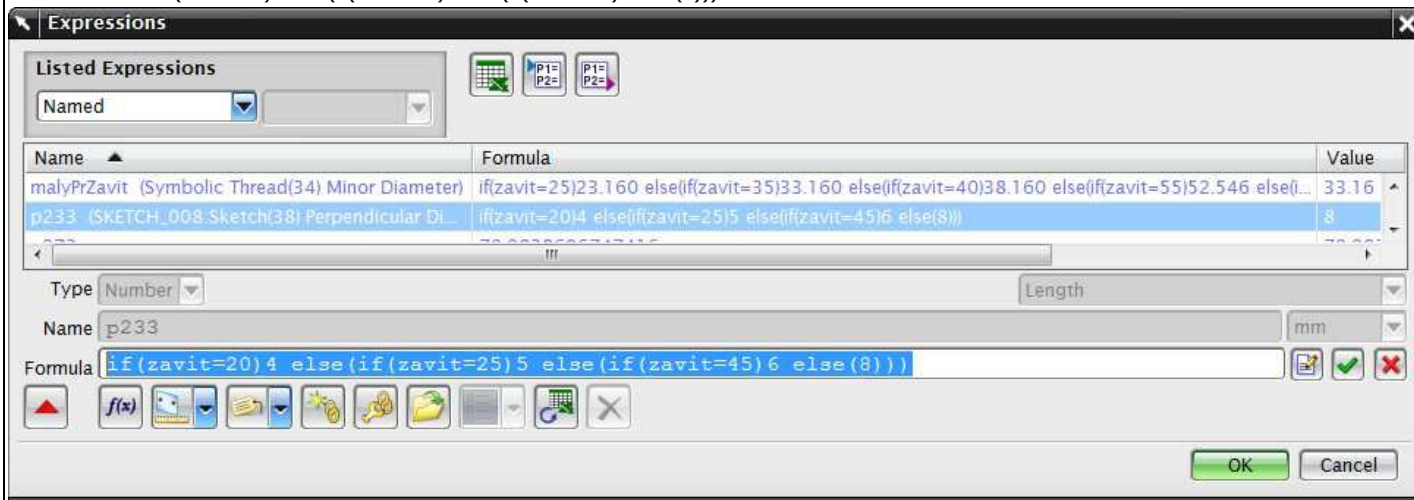 Expressions
Listed Expressions
Named
P1=
P2=
P1=
P2=
Name Formula Value
malyPrZavit (Symbolic Thread(34) Minor Diameter) if(zavit=25)23.160 else(if(zavit=35)33.160 else(if(zavit=40)38.160 else(if(zavit=55)52.546 else(i... 33.16
p233 (SKETCH_008:Sketch(38) Perpendicular Di... if(zavit=20)4 else(if(zavit=25)5 else(if(zavit=45)6 else(8))) 8
Type Number Length
Name p233 mm
Formula if(zavit=20)4 else(if(zavit=25)5 else(if(zavit=45)6 else(8)))
f(x)
OK Cancel